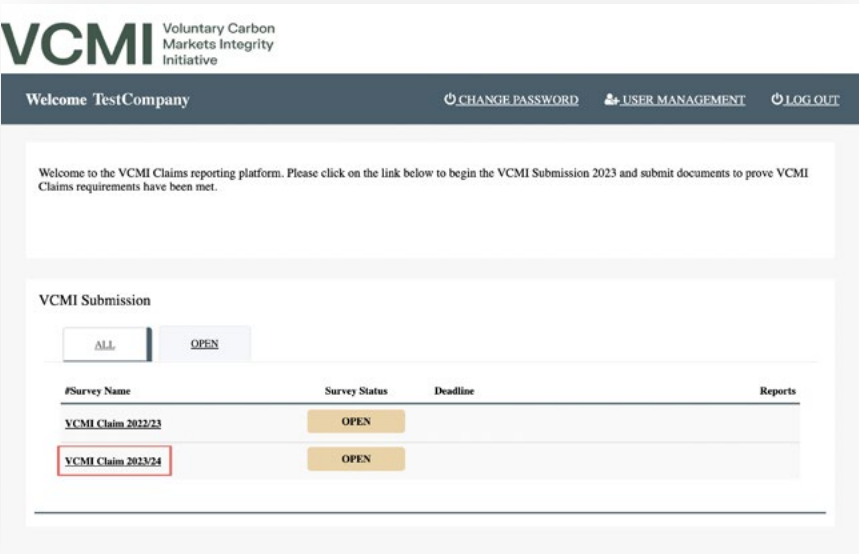 VCMI
Voluntary Carbon
Markets Integrity
Initiative
Welcome TestCompany
CHANGE PASSWORD
USER MANAGEMENT
LOG OUT
Welcome to the VCMI Claims reporting platform. Please click on the link below to begin the VCMI Submission 2023 and submit documents to prove VCMI
Claims requirements have been met.
VCMI Submission
ALL
OPEN
#Survey Name Survey Status Deadline Reports
VCMI Claim 2022/23 OPEN
VCMI Claim 2023/24 OPEN